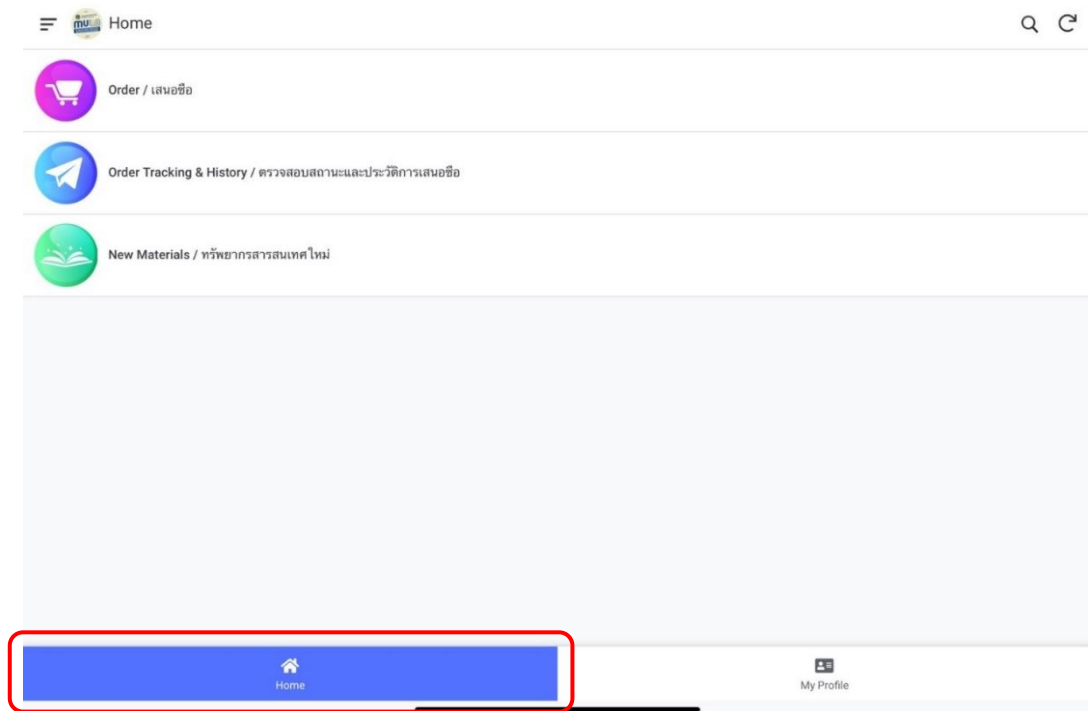 Home
Order / เสนอซื้อ
Order Tracking & History / ตรวจสอบสถานะและประวัติการเสนอซื้อ
New Materials / ทรัพยากรสารสนเทศใหม่
Home
My Profile